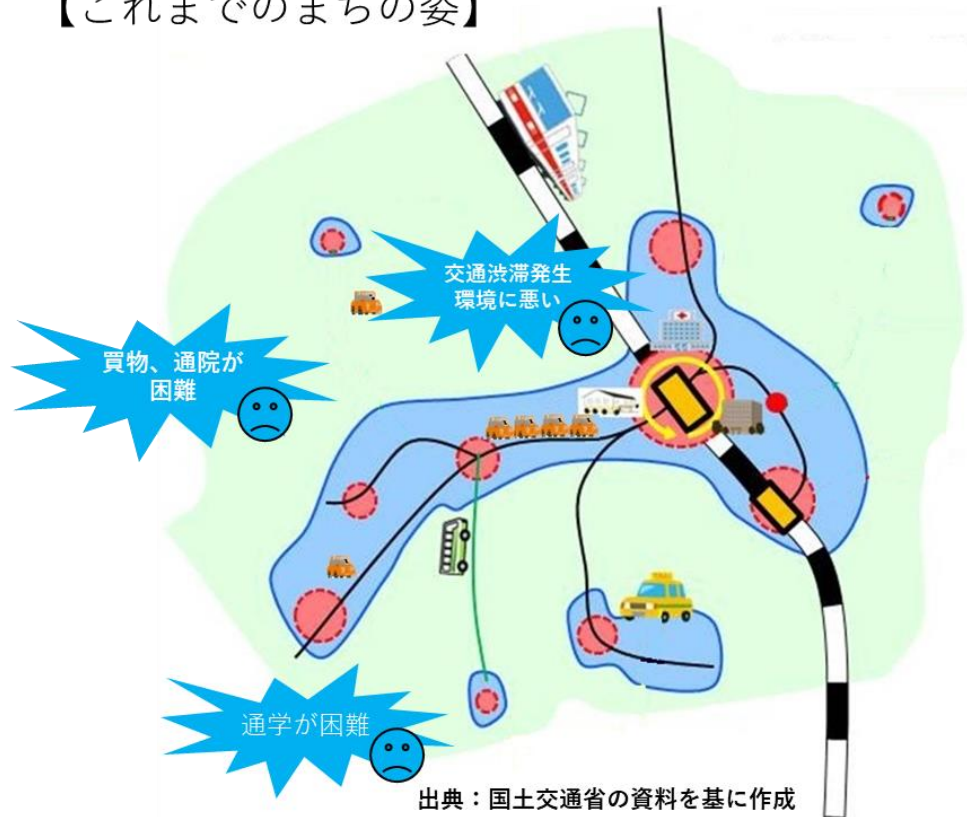 【これまでのまちの姿】
交通渋滞発生
環境に悪い
買物、通院が
困難
通学が困難
出典：国土交通省の資料を基に作成